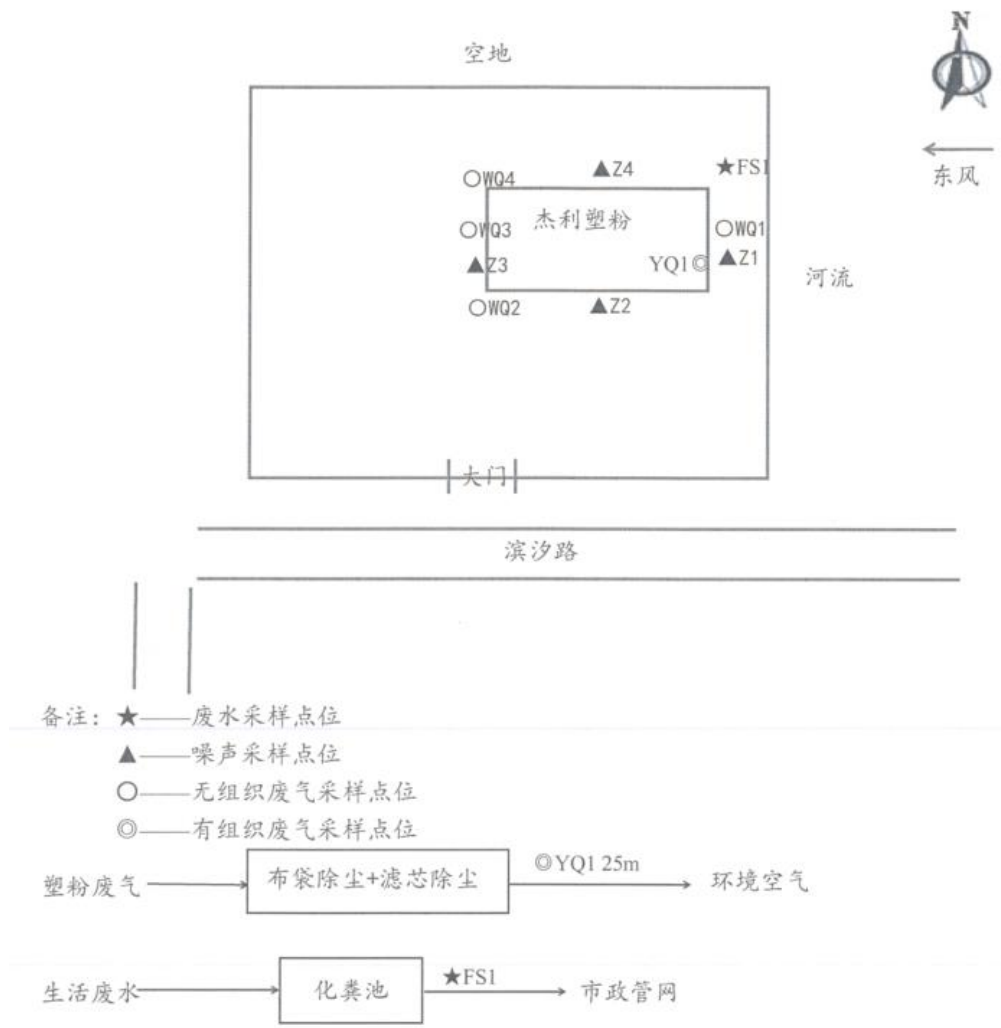 N
空地
东风
▲Z4
★FS1
○WQ4
杰利塑粉
○WQ3
○WQ1
▲Z3
YQ1◎
▲Z1
河流
○WQ2
▲Z2
大门
滨汐路
备注：★——废水采样点位
▲——噪声采样点位
○——无组织废气采样点位
◎——有组织废气采样点位
塑粉废气
布袋除尘+滤芯除尘
◎YQ1 25m
环境空气
生活废水
化粪池
★FS1
市政管网